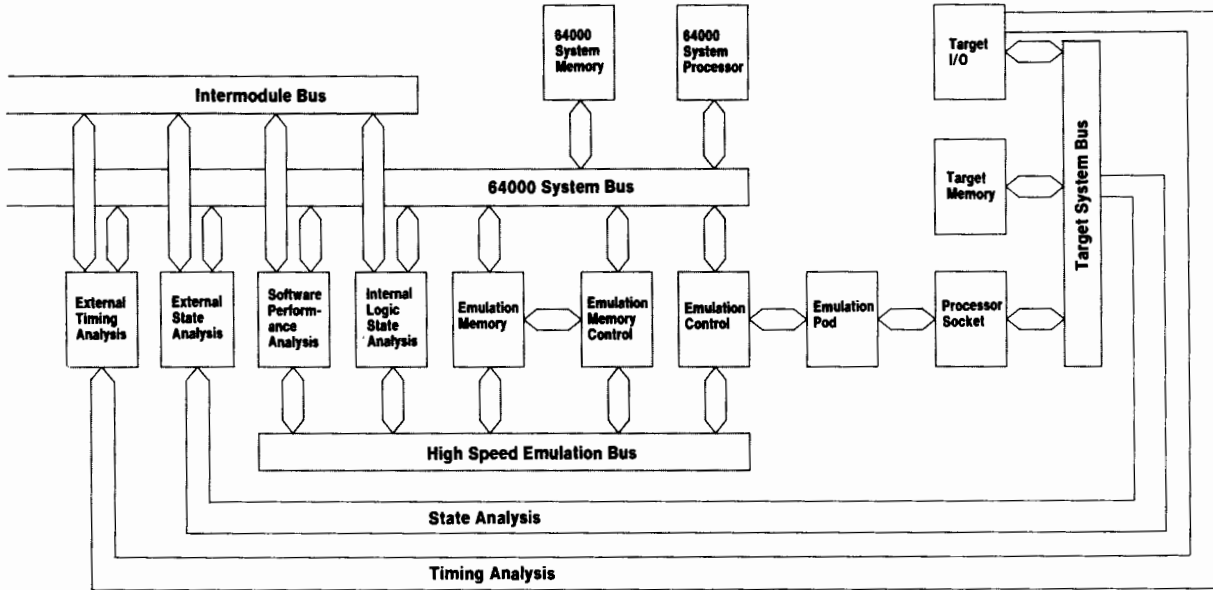 64000
System
Memory
64000
System
Processor
Target
I/O
Intermodule Bus
64000 System Bus
Target
Memory
Target System Bus
External
Timing
Analysis
External
State
Analysis
Software
Perform-
ance
Analysis
Internal
Logic
State
Analysis
Emulation
Memory
Emulation
Memory
Control
Emulation
Control
Emulation
Pod
Processor
Socket
High Speed Emulation Bus
State Analysis
Timing Analysis